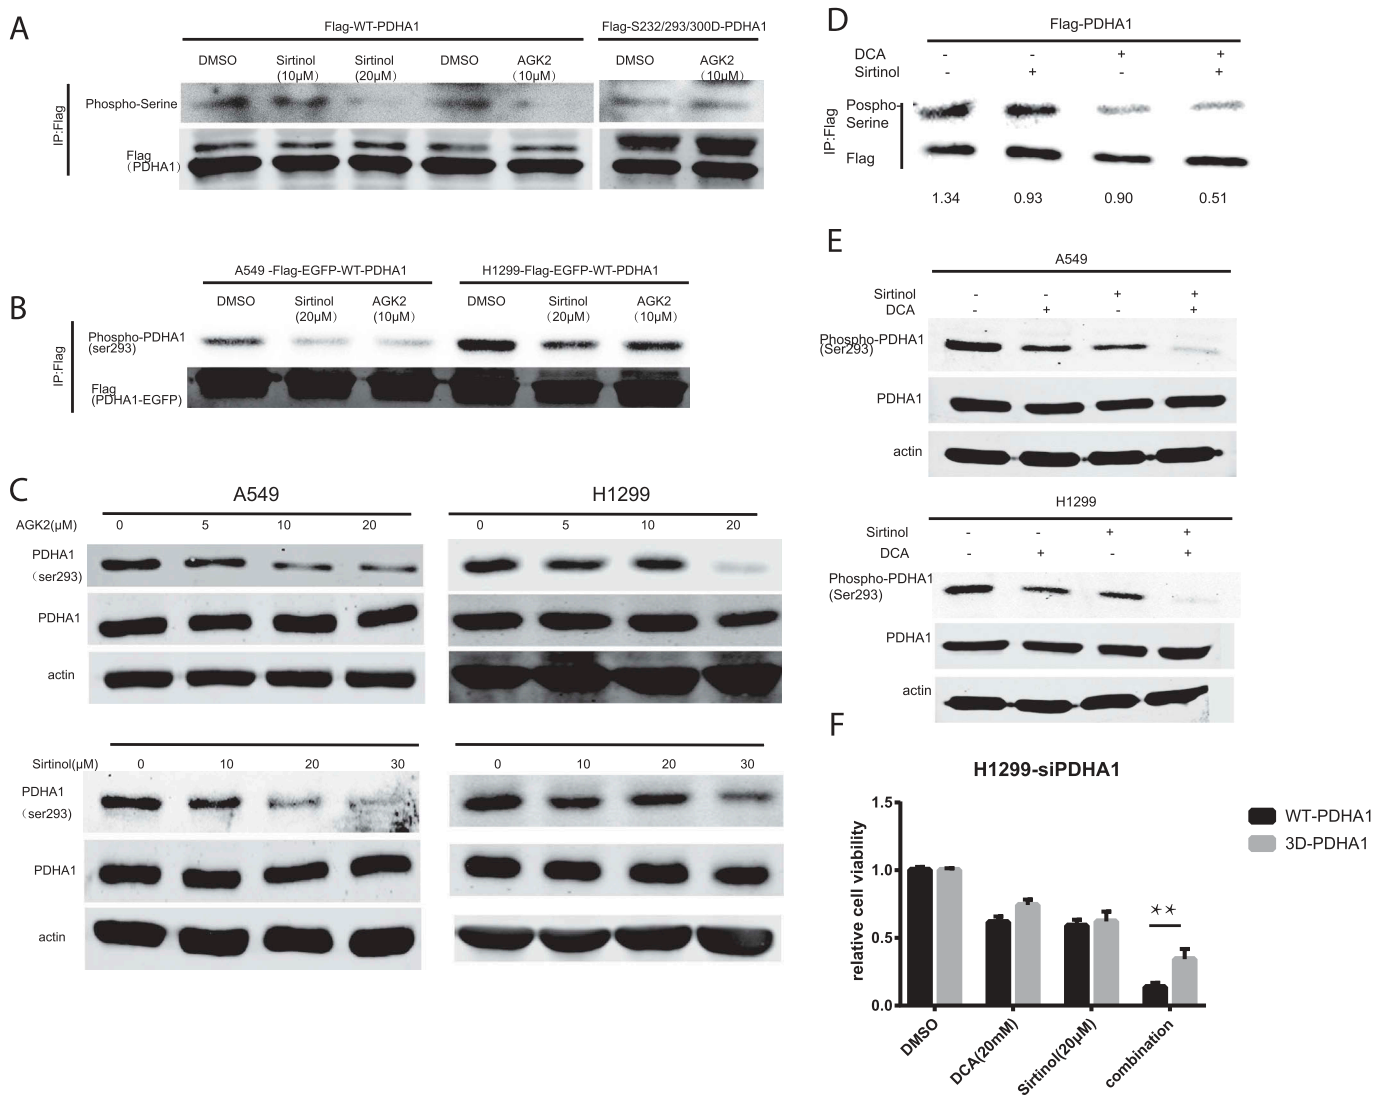 A
Flag-WT-PDHA1
Flag-S232/293/300D-PDHA1
DMSO
Sirtinol
(10μM)
Sirtinol
(20μM)
DMSO
AGK2
(10μM)
DMSO
AGK2
(10μM)
IP:Flag
Phospho-Serine
Flag
(PDHA1)
B
A549 -Flag-EGFP-WT-PDHA1
H1299-Flag-EGFP-WT-PDHA1
DMSO
Sirtinol
(20μM)
AGK2
(10μM)
DMSO
Sirtinol
(20μM)
AGK2
(10μM)
IP:Flag
Phospho-PDHA1
(ser293)
Flag
(PDHA1-EGFP)
C
A549
H1299
AGK2(μM) 0 5 10 20 0 5 10 20
PDHA1
(ser293)
PDHA1
actin
Sirtinol(μM) 0 10 20 30 0 10 20 30
PDHA1
(ser293)
PDHA1
actin
D
Flag-PDHA1
DCA - - + +
Sirtinol - + - +
IP:Flag
Pospho-
Serine
Flag
1.34 0.93 0.90 0.51
E
A549
Sirtinol - - + +
DCA - + - +
Phospho-PDHA1
(Ser293)
PDHA1
actin
H1299
Sirtinol - - + +
DCA - + - +
Phospho-PDHA1
(Ser293)
PDHA1
actin
F
H1299-siPDHA1
relative cell viability
1.5
1.0
0.5
0.0
**
WT-PDHA1
3D-PDHA1
DMSO
DCA(20mM)
Sirtinol(20μM)
combination